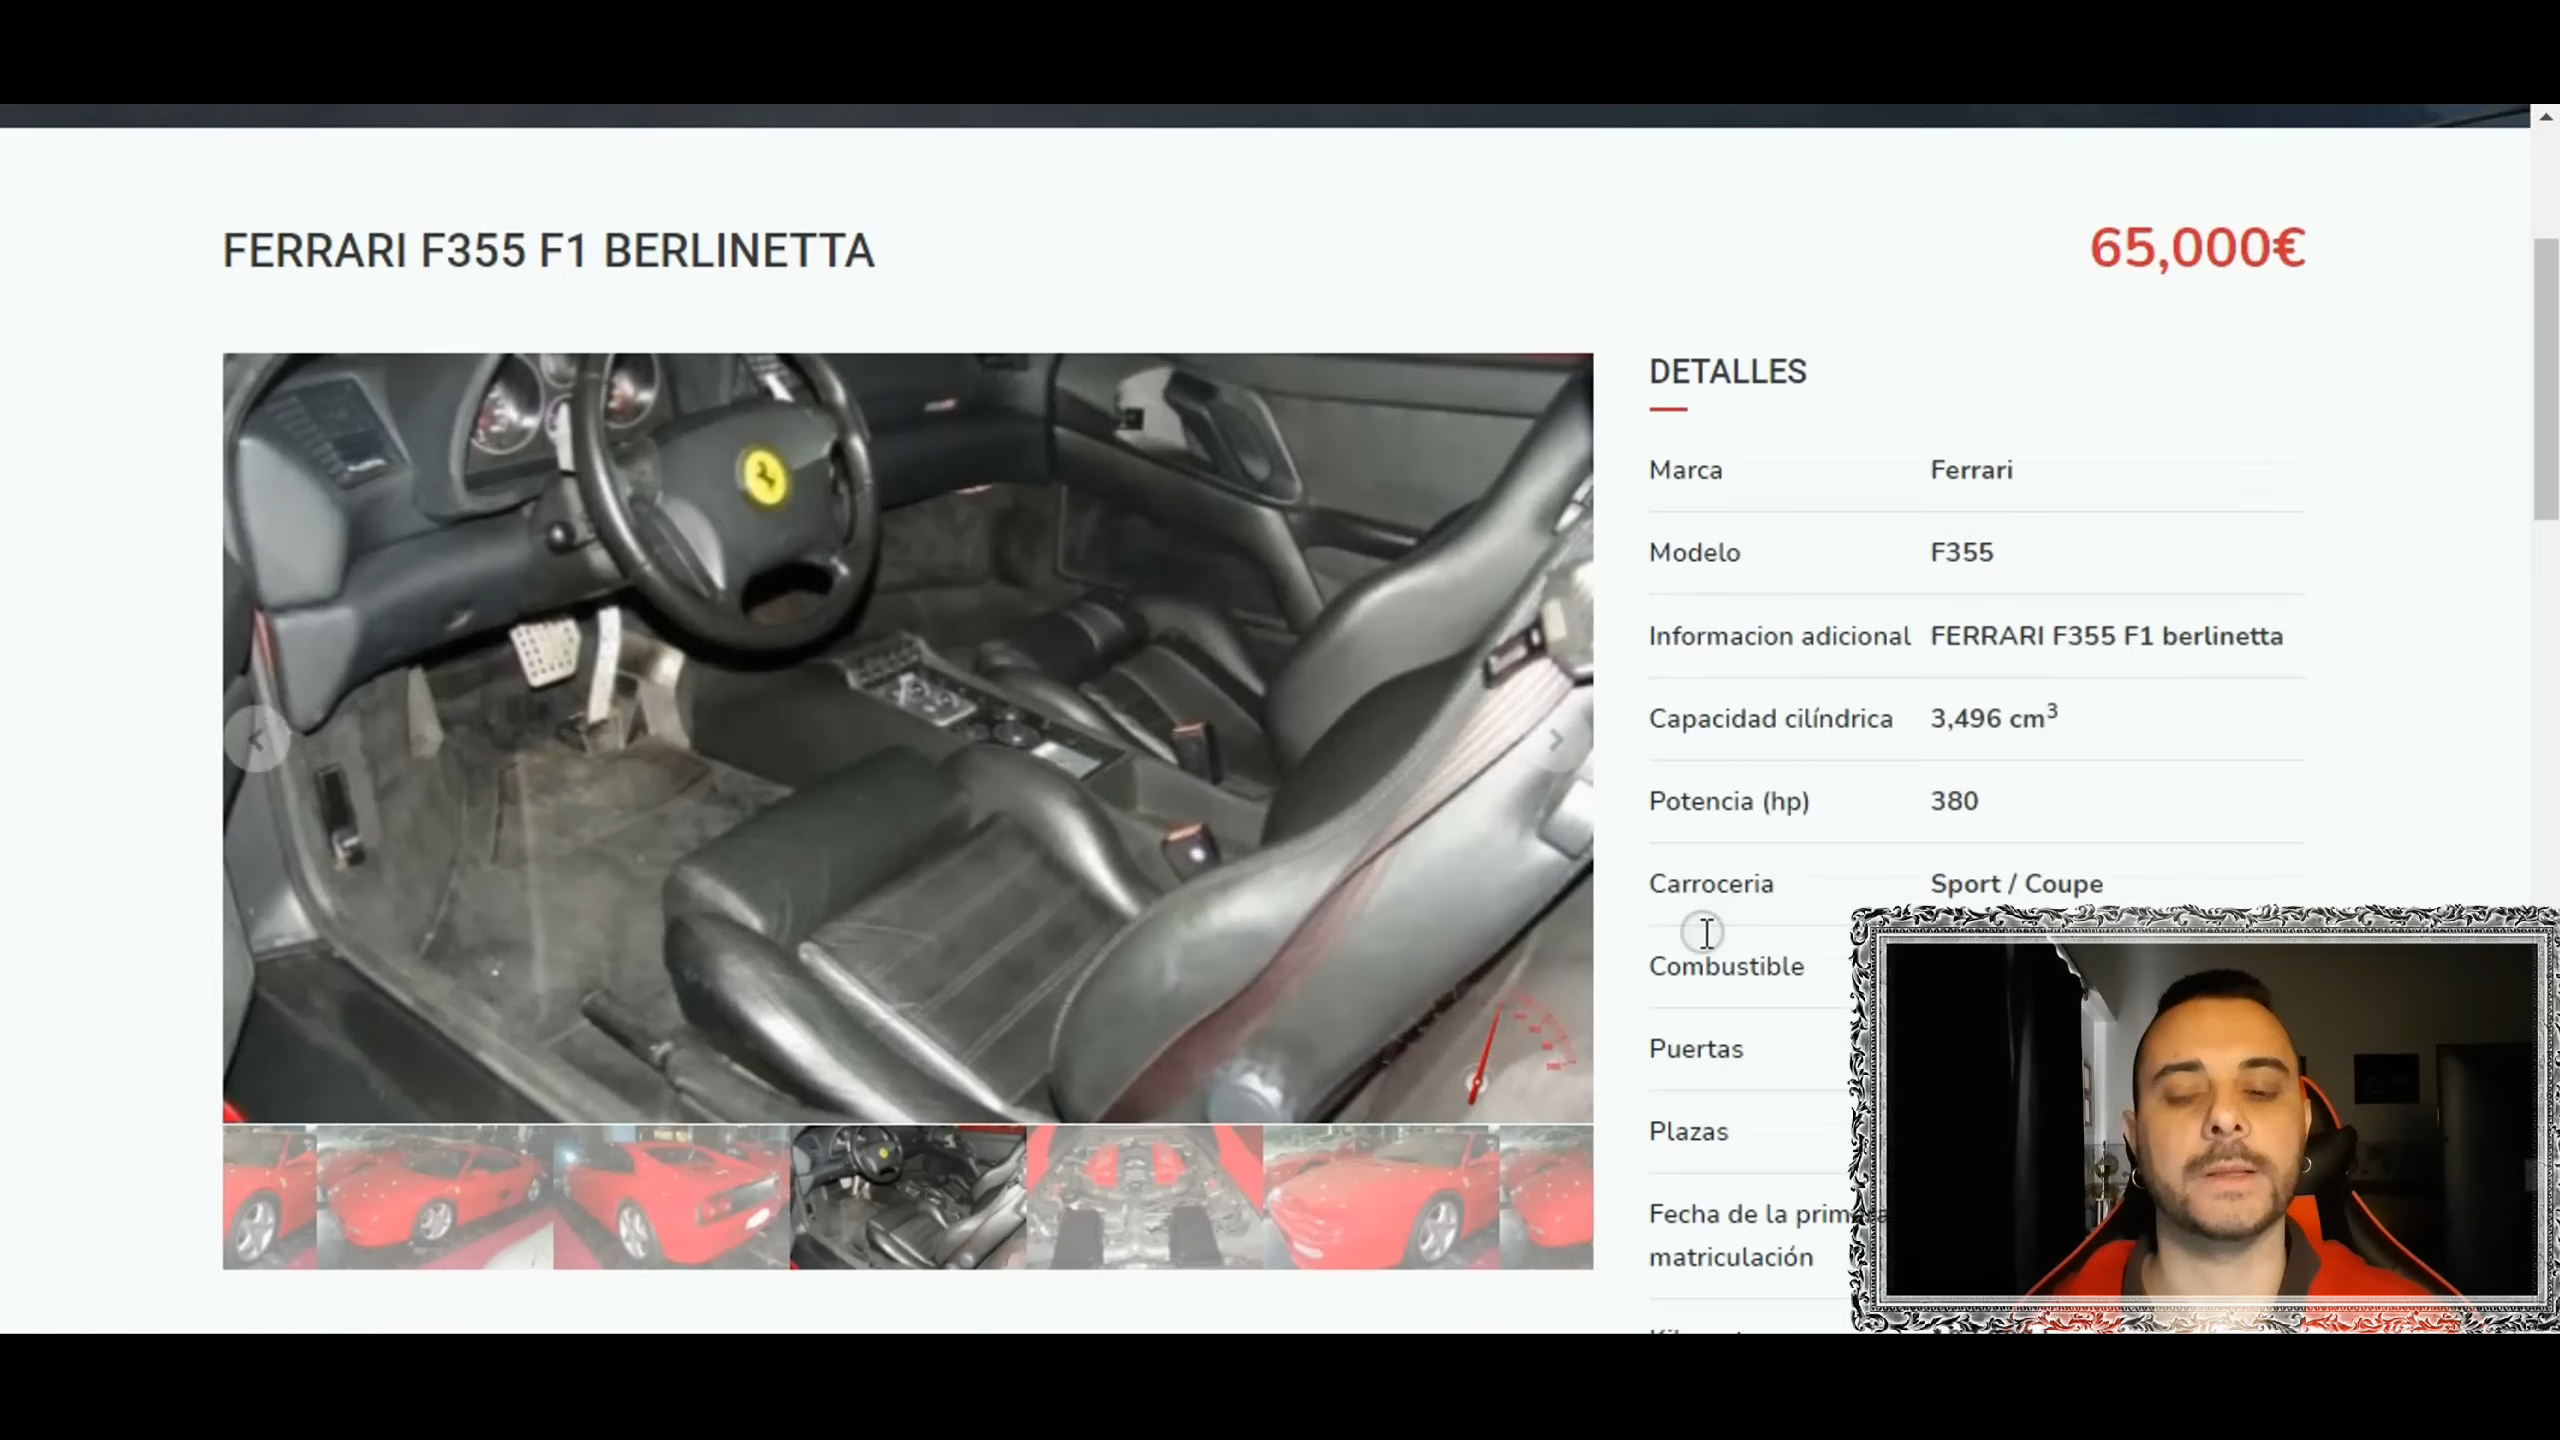 FERRARI F355 F1 BERLINETTA
65,000€
DETALLES
Marca Ferrari
Modelo F355
Informacion adicional FERRARI F355 F1 berlinetta
Capacidad cilíndrica 3,496 cm³
Potencia (hp) 380
Carroceria Sport / Coupe
Combustible
Puertas
Plazas
Fecha de la primera
matriculación